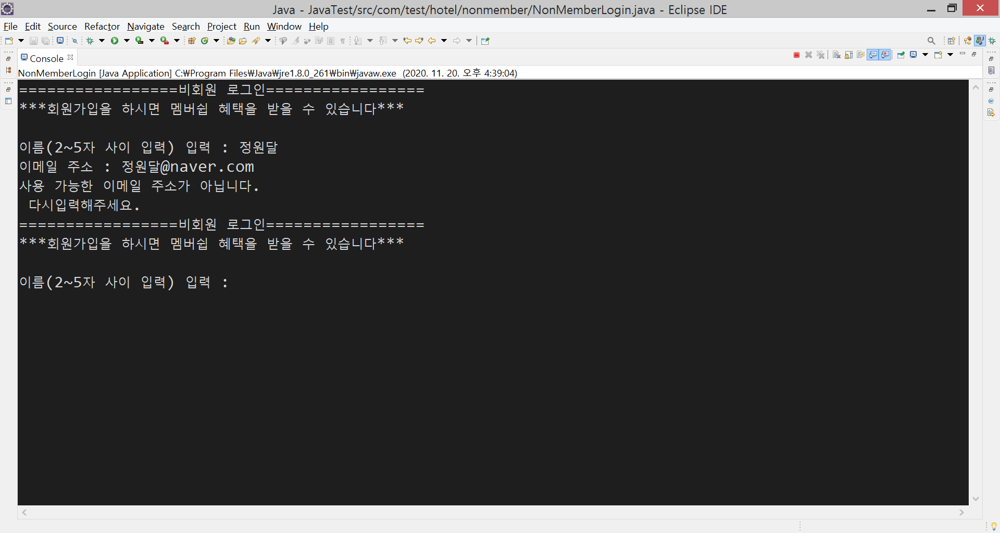 Java - JavaTest/src/com/test/hotel/nonmember/NonMemberLogin.java - Eclipse IDE
File Edit Source Refactor Navigate Search Project Run Window Help
Console
NonMemberLogin [Java Application] C:₩Program Files₩Java₩jre1.8.0_261₩bin₩javaw.exe (2020. 11. 20. 오후 4:39:04)
=================비회원 로그인=================
***회원가입을 하시면 멤버쉽 혜택을 받을 수 있습니다***
이름(2~5자 사이 입력) 입력 : 정원달
이메일 주소 : 정원달@naver.com
사용 가능한 이메일 주소가 아닙니다.
다시입력해주세요.
=================비회원 로그인=================
***회원가입을 하시면 멤버쉽 혜택을 받을 수 있습니다***
이름(2~5자 사이 입력) 입력 :